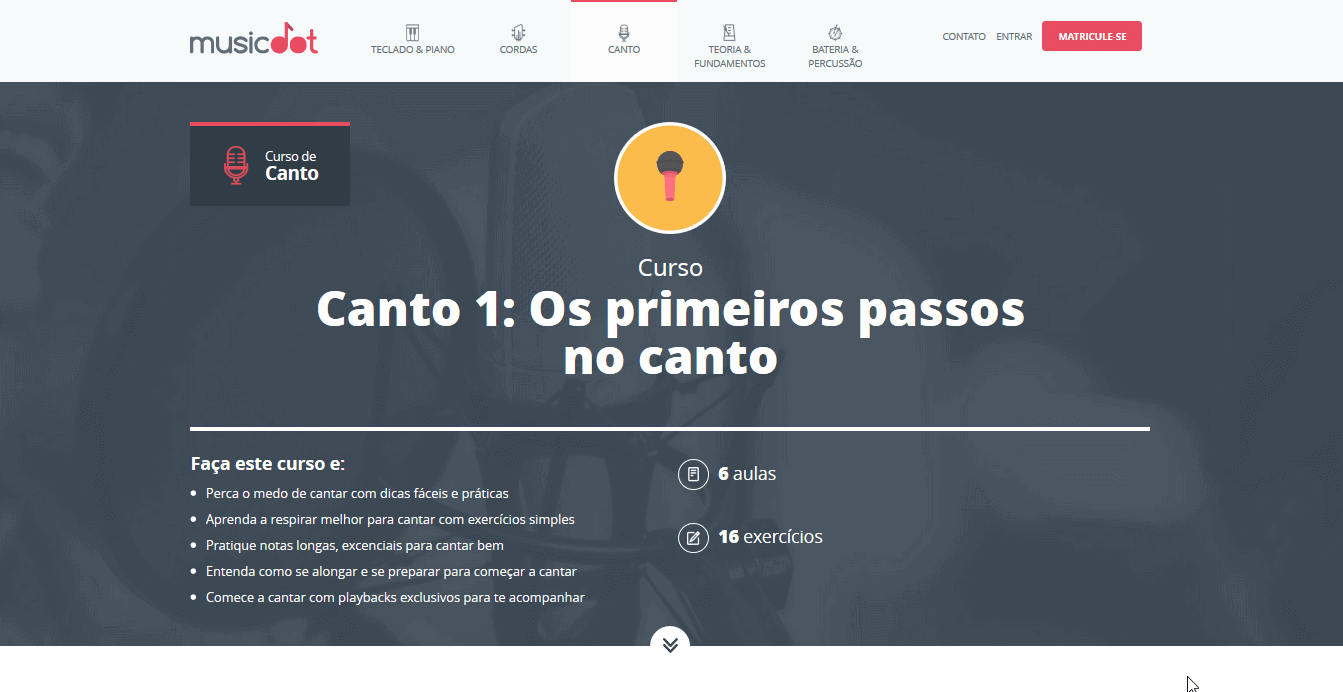 musicdot
TECLADO & PIANO
CORDAS
CANTO
TEORIA &
FUNDAMENTOS
BATERIA &
PERCUSSÃO
CONTATO
ENTRAR
MATRICULE-SE
Curso de
Canto
Curso
Canto 1: Os primeiros passos
no canto
Faça este curso e:
Perca o medo de cantar com dicas fáceis e práticas
Aprenda a respirar melhor para cantar com exercícios simples
Pratique notas longas, excenciais para cantar bem
Entenda como se alongar e se preparar para começar a cantar
Comece a cantar com playbacks exclusivos para te acompanhar
6 aulas
16 exercícios